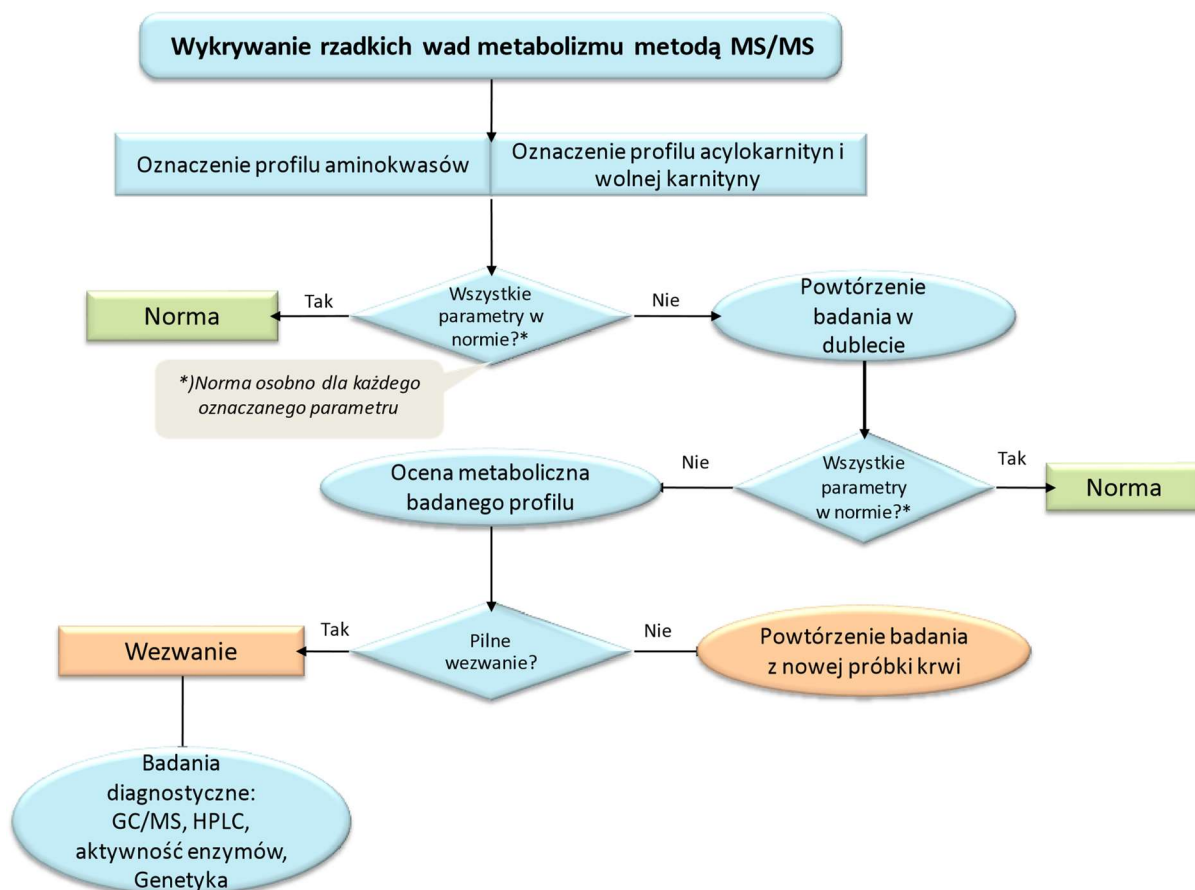 Wykrywanie rzadkich wad metabolizmu metodą MS/MS
Oznaczenie profilu aminokwasów
Oznaczenie profilu acylokarnityn i
wolnej karnityny
Norma
Tak
Wszystkie
parametry w
normie?*
Nie
Powtórzenie
badania w
dublecie
*)Norma osobno dla każdego
oznaczanego parametru
Ocena metaboliczna
badanego profilu
Nie
Wszystkie
parametry
w normie?*
Tak
Norma
Wezwanie
Tak
Pilne
wezwanie?
Nie
Powtórzenie badania
z nowej próbki krwi
Badania
diagnostyczne:
GC/MS, HPLC,
aktywność enzymów,
Genetyka